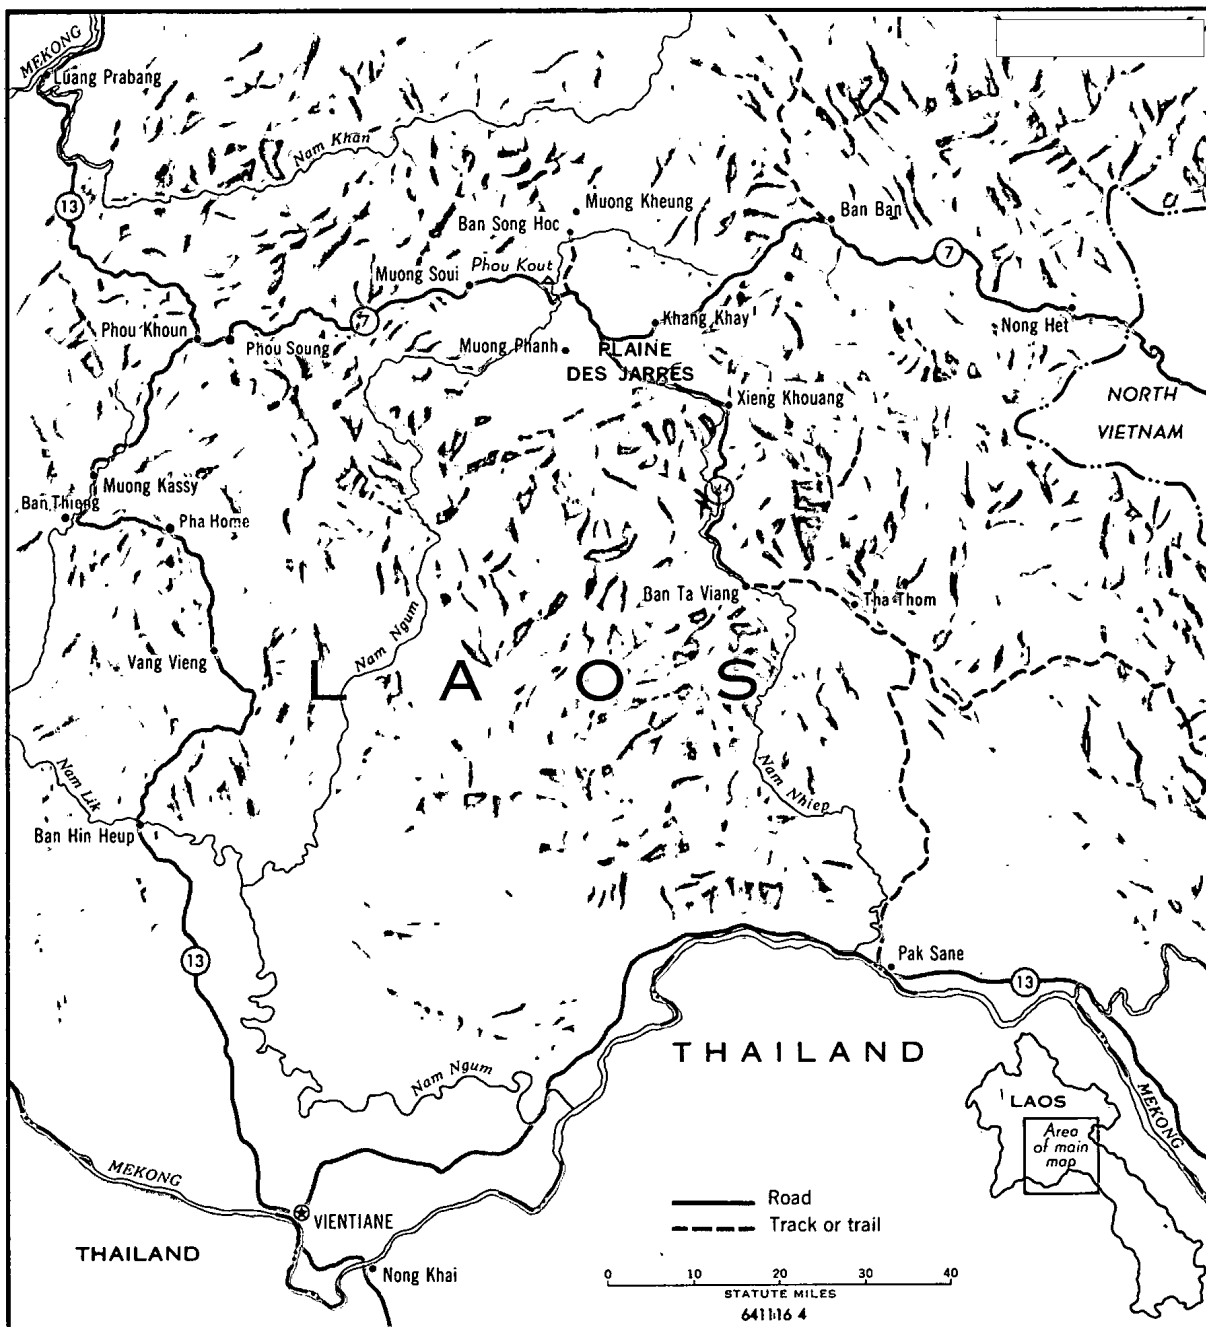 MEKONG
Luang Prabang
Nam Khan
13
Muong Kheung
Ban Song Hoc
Ban Ban
7
Phou Kout
Muong Soui
Phou Khoun
Phou Soung
7
Khang Khay
Nong Het
Muong Phanh
PLAINE
DES JARRES
Xieng Khouang
NORTH
VIETNAM
Muong Kassy
Ban Thieng
Pha Home
Ban Ta Viang
Tha Thom
Nam Ngum
Vang Vieng
LAOS
Nam Lik
Nam Nhiep
Ban Hin Heup
13
Pak Sane
13
THAILAND
Nam Ngum
LAOS
Area
of main
map
MEKONG
MEKONG
Road
Track or trail
VIENTIANE
THAILAND
Nong Khai
0 10 20 30 40
STATUTE MILES
641116 4